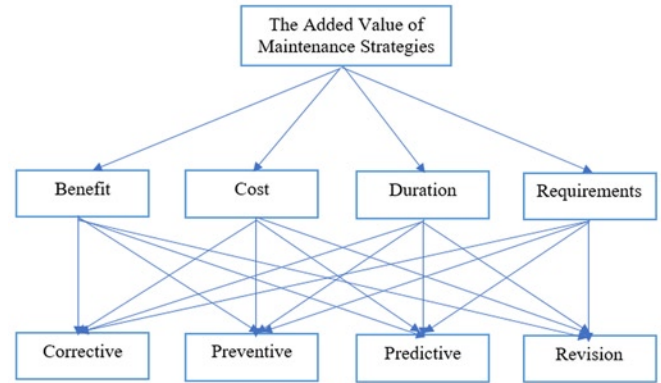 The Added Value of
Maintenance Strategies
Benefit
Cost
Duration
Requirements
Corrective
Preventive
Predictive
Revision